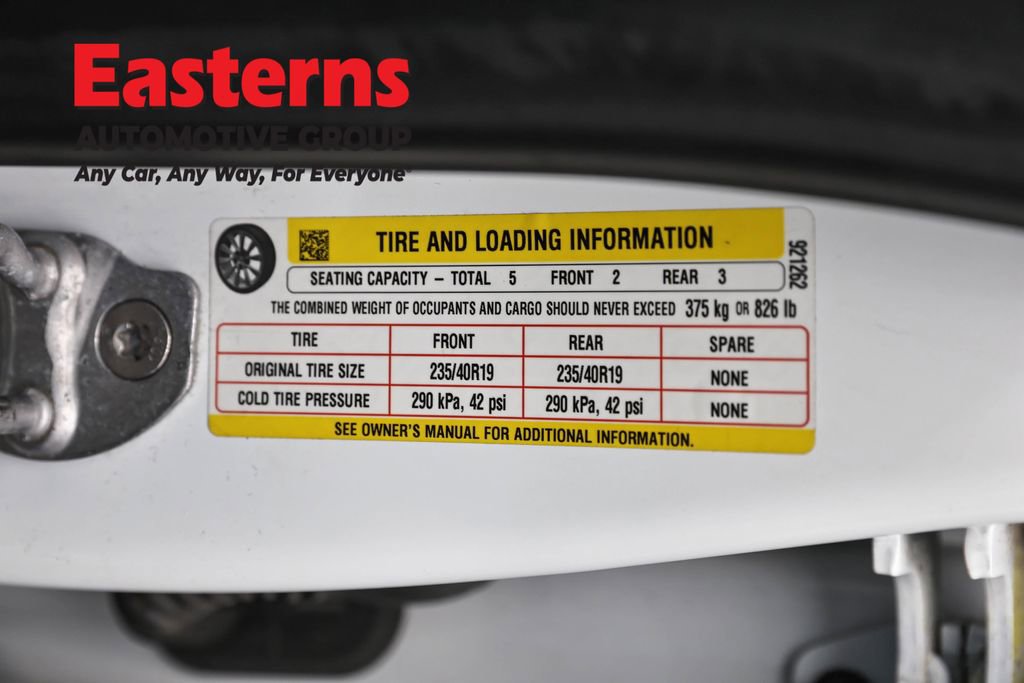 Easterns
AUTOMOTIVE GROUP
Any Car, Any Way, For Everyone®
TIRE AND LOADING INFORMATION
921262
SEATING CAPACITY – TOTAL 5 FRONT 2 REAR 3
THE COMBINED WEIGHT OF OCCUPANTS AND CARGO SHOULD NEVER EXCEED 375 kg OR 826 lb
TIRE FRONT REAR SPARE
ORIGINAL TIRE SIZE 235/40R19 235/40R19 NONE
COLD TIRE PRESSURE 290 kPa, 42 psi 290 kPa, 42 psi NONE
SEE OWNER'S MANUAL FOR ADDITIONAL INFORMATION.